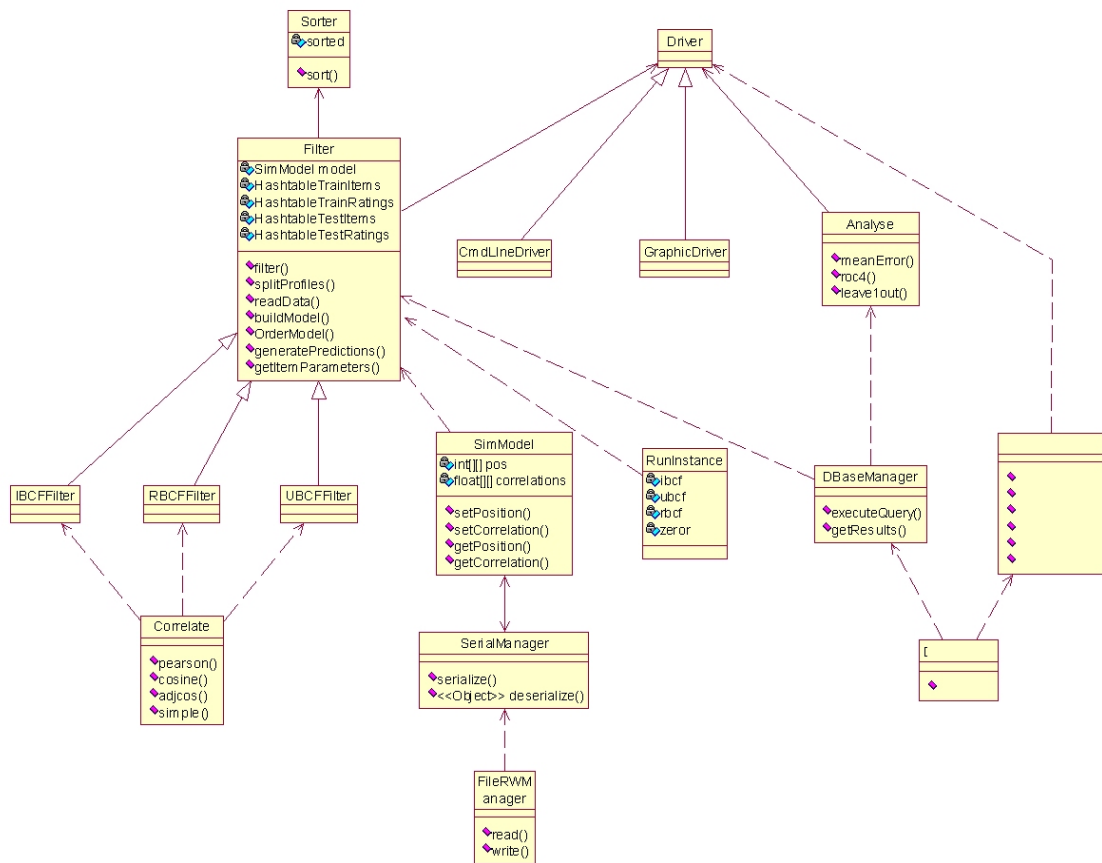 Sorter
sorted
sort()
Driver
Filter
SimModel model
HashtableTrainItems
HashtableTrainRatings
HashtableTestItems
HashtableTestRatings
filter()
splitProfiles()
readData()
buildModel()
OrderModel()
generatePredictions()
getItemParameters()
CmdLIneDriver
GraphicDriver
Analyse
meanError()
roc4()
leave1out()
IBCFFilter
RBCFFilter
UBCFFilter
SimModel
int[][] pos
float[][] correlations
setPosition()
setCorrelation()
getPosition()
getCorrelation()
RunInstance
ibcf
ubcf
rbcf
zeror
DBaseManager
executeQuery()
getResults()
Correlate
pearson()
cosine()
adjcos()
simple()
SerialManager
serialize()
<<Object>> deserialize()
[
FileRWM
anager
read()
write()